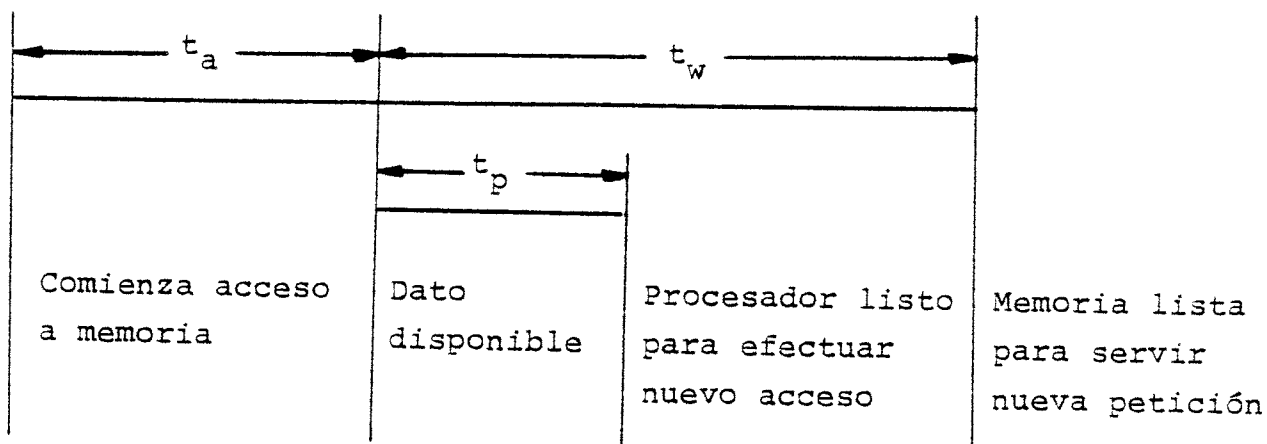 t_a
t_w
t_p
Comienza acceso
a memoria
Dato
disponible
Procesador listo
para efectuar
nuevo acceso
Memoria lista
para servir
nueva petición